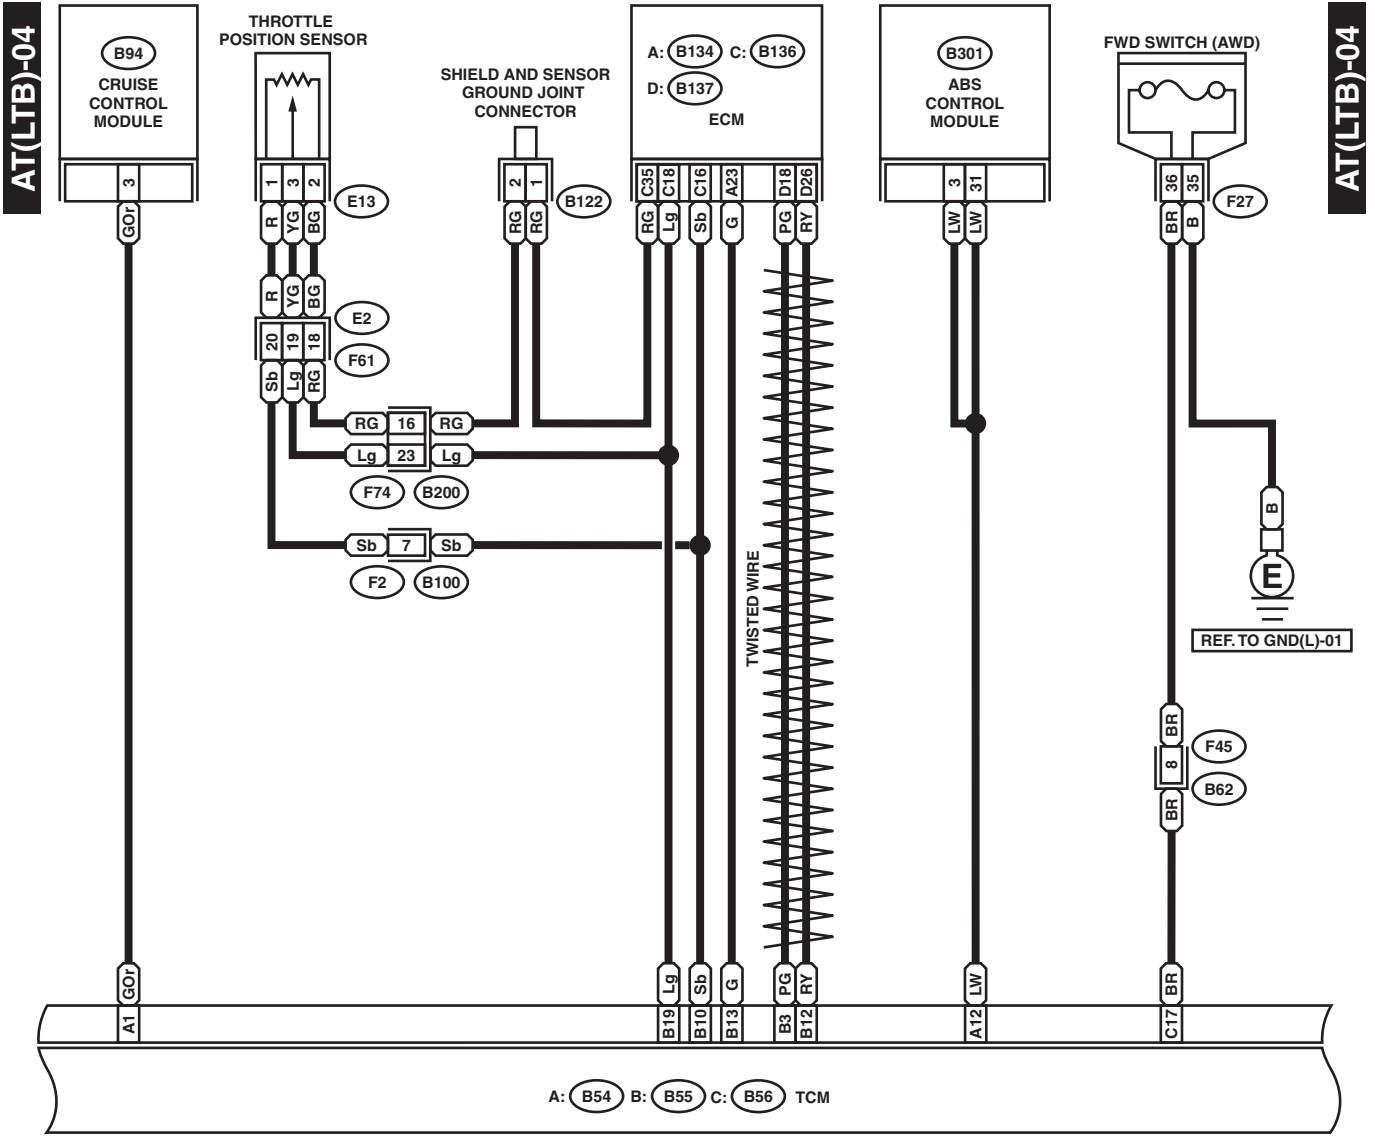 AT(LTB)-04
AT(LTB)-04
B94
CRUISE
CONTROL
MODULE
3
GOr
THROTTLE
POSITION SENSOR
1 3 2
E13
R YG BG
R YG BG
E2
20 19 18
F61
Sb Lg RG
SHIELD AND SENSOR
GROUND JOINT
CONNECTOR
2 1
B122
RG RG
RG 16 RG
Lg 23 Lg
F74 B200
Sb 7 Sb
F2 B100
A: B134 C: B136
D: B137
ECM
C35 C18 C16 A23 D18 D26
RG Lg Sb G PG RY
TWISTED WIRE
B301
ABS
CONTROL
MODULE
3 31
LW LW
FWD SWITCH (AWD)
36 35
F27
BR B
B
E
REF. TO GND(L)-01
BR
F45
8
B62
BR
GOr Lg Sb G PG RY LW BR
A1 B19 B10 B13 B3 B12 A12 C17
A: B54 B: B55 C: B56 TCM